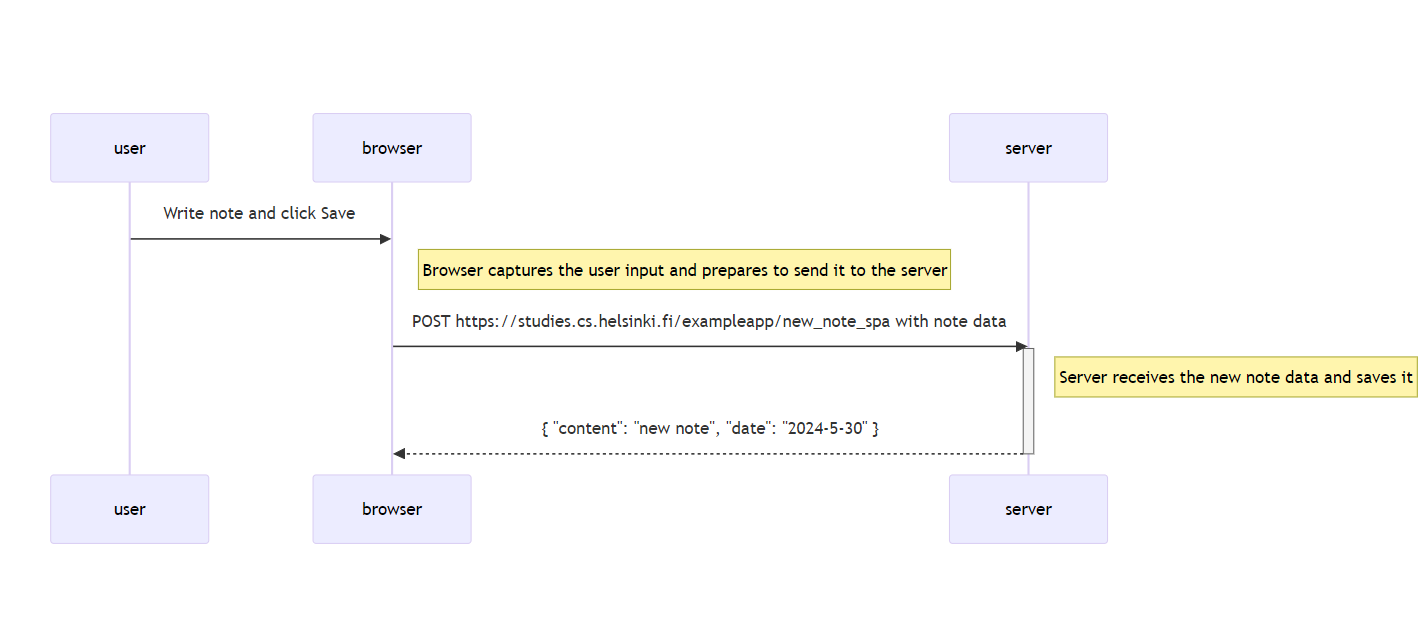 user
browser
server
Write note and click Save
Browser captures the user input and prepares to send it to the server
POST https://studies.cs.helsinki.fi/exampleapp/new_note_spa with note data
Server receives the new note data and saves it
{ "content": "new note", "date": "2024-5-30" }
user
browser
server